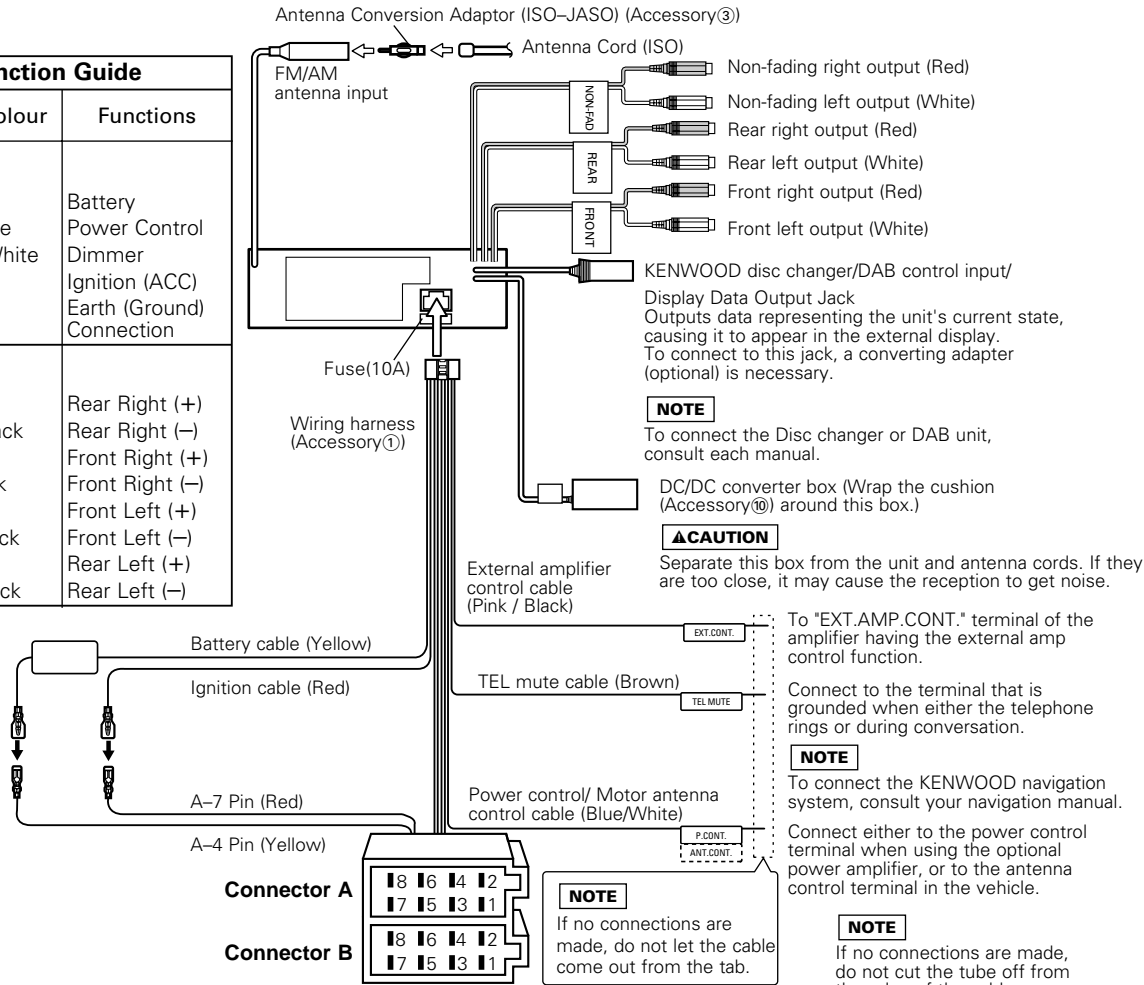 Antenna Conversion Adaptor (ISO–JASO) (Accessory③)
Antenna Cord (ISO)
FM/AM
antenna input
NON-FAD
REAR
FRONT
Non-fading right output (Red)
Non-fading left output (White)
Rear right output (Red)
Rear left output (White)
Front right output (Red)
Front left output (White)
Guide
Functions
Battery
Power Control
Dimmer
Ignition (ACC)
Earth (Ground)
Connection
Rear Right (+)
Rear Right (–)
Front Right (+)
Front Right (–)
Front Left (+)
Front Left (–)
Rear Left (+)
Rear Left (–)
KENWOOD disc changer/DAB control input/
Display Data Output Jack
Outputs data representing the unit's current state,
causing it to appear in the external display.
To connect to this jack, a converting adapter
(optional) is necessary.
NOTE
To connect the Disc changer or DAB unit,
consult each manual.
Fuse(10A)
Wiring harness
(Accessory①)
DC/DC converter box (Wrap the cushion
(Accessory⑩) around this box.)
▲CAUTION
Separate this box from the unit and antenna cords. If they
are too close, it may cause the reception to get noise.
External amplifier
control cable
(Pink / Black)
EXT.CONT.
To "EXT.AMP.CONT." terminal of the
amplifier having the external amp
control function.
Battery cable (Yellow)
Ignition cable (Red)
TEL mute cable (Brown)
TEL MUTE
Connect to the terminal that is
grounded when either the telephone
rings or during conversation.
NOTE
To connect the KENWOOD navigation
system, consult your navigation manual.
A–7 Pin (Red)
A–4 Pin (Yellow)
Power control/ Motor antenna
control cable (Blue/White)
P.CONT.
ANT.CONT.
Connect either to the power control
terminal when using the optional
power amplifier, or to the antenna
control terminal in the vehicle.
Connector A
8 6 4 2
7 5 3 1
Connector B
8 6 4 2
7 5 3 1
NOTE
If no connections are
made, do not let the cable
come out from the tab.
NOTE
If no connections are made,
do not cut the tube off from